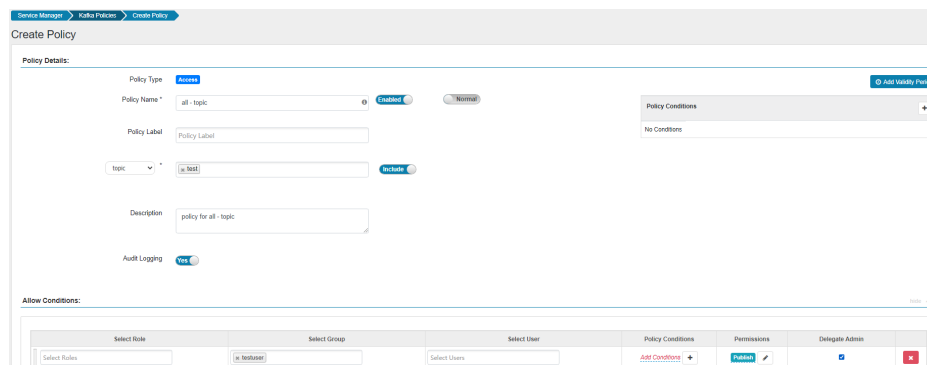 Service Manager Kafka Policies Create Policy
Create Policy
Policy Details:
Policy Type Access
Add Validity Peri
Policy Name * all - topic Enabled Normal
Policy Conditions +
No Conditions
Policy Label Policy Label
topic * × test Include
Description policy for all - topic
Audit Logging Yes
Allow Conditions:
hide
Select Role Select Group Select User Policy Conditions Permissions Delegate Admin
Select Roles × testuser Select Users Add Conditions + Publish ×